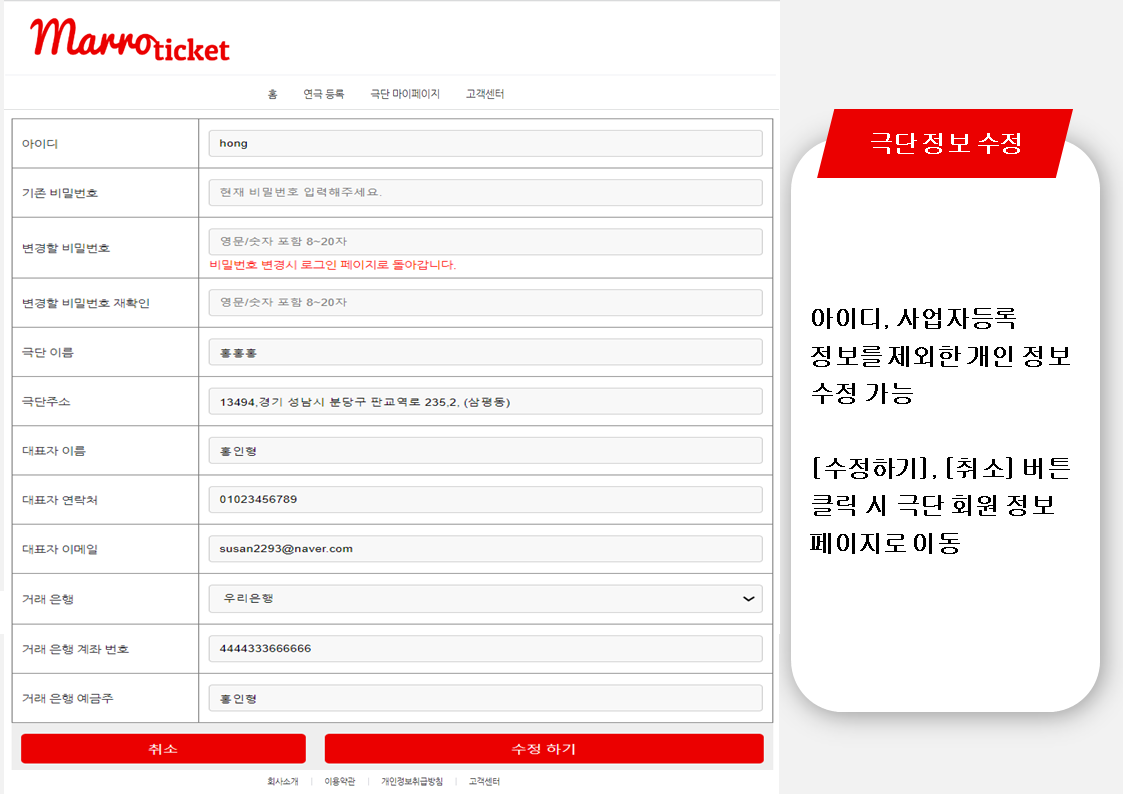 Marroticket
홈 연극 등록 극단 마이페이지 고객센터
아이디 hong
기존 비밀번호 현재 비밀번호 입력해주세요.
변경할 비밀번호 영문/숫자 포함 8~20자
비밀번호 변경시 로그인 페이지로 돌아갑니다.
변경할 비밀번호 재확인 영문/숫자 포함 8~20자
극단 이름 홍홍홍
극단주소 13494,경기 성남시 분당구 판교역로 235,2, (삼평동)
대표자 이름 홍인형
대표자 연락처 01023456789
대표자 이메일 susan2293@naver.com
거래 은행 우리은행
거래 은행 계좌 번호 4444333666666
거래 은행 예금주 홍인형
취소 수정 하기
회사소개 | 이용약관 | 개인정보취급방침 | 고객센터
극단 정보 수정
아이디, 사업자등록
정보를 제외한 개인 정보
수정 가능
[수정하기], [취소] 버튼
클릭 시 극단 회원 정보
페이지로 이동